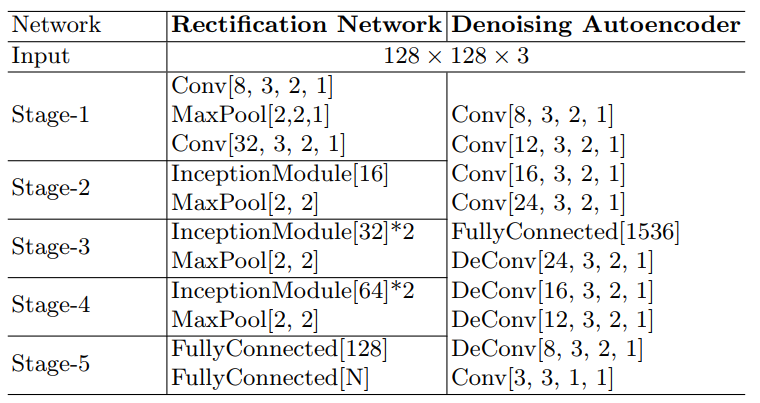 Network Rectification Network Denoising Autoencoder
Input 128 × 128 × 3
Stage-1 Conv[8, 3, 2, 1]
MaxPool[2,2,1] Conv[8, 3, 2, 1]
Conv[32, 3, 2, 1] Conv[12, 3, 2, 1]
Stage-2 InceptionModule[16] Conv[16, 3, 2, 1]
MaxPool[2, 2] Conv[24, 3, 2, 1]
Stage-3 InceptionModule[32]*2 FullyConnected[1536]
MaxPool[2, 2] DeConv[24, 3, 2, 1]
Stage-4 InceptionModule[64]*2 DeConv[16, 3, 2, 1]
MaxPool[2, 2] DeConv[12, 3, 2, 1]
Stage-5 FullyConnected[128] DeConv[8, 3, 2, 1]
FullyConnected[N] Conv[3, 3, 1, 1]